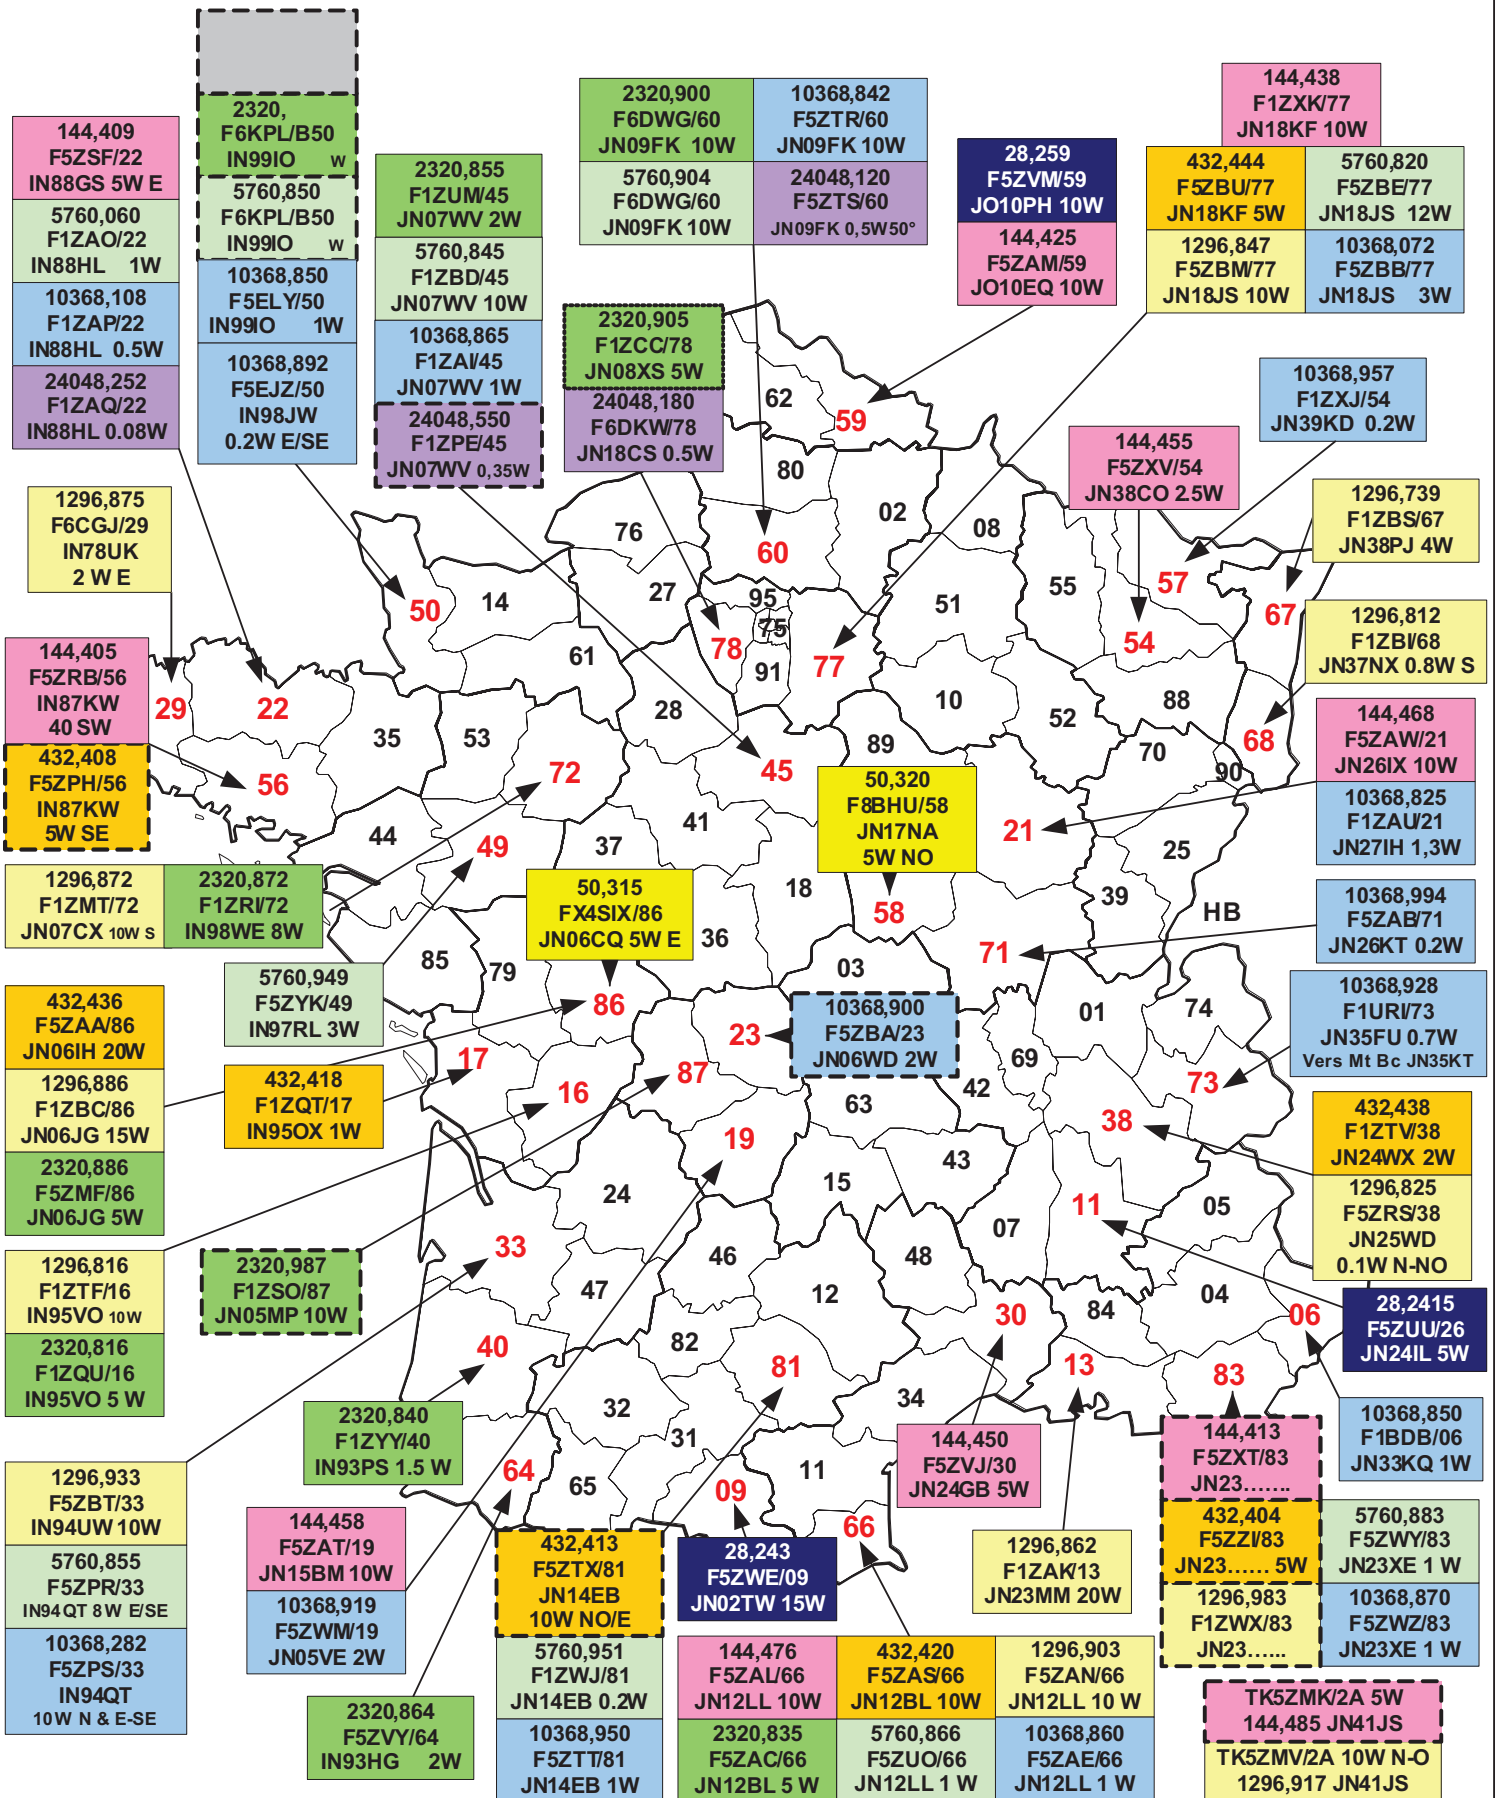 2320,
F6KPL/B50
IN99IO W
5760,850
F6KPL/B50
IN99IO W
10368,850
F5ELY/50
IN99IO 1W
10368,892
F5EJZ/50
IN98JW
0.2W E/SE
144,409
F5ZSF/22
IN88GS 5W E
5760,060
F1ZAO/22
IN88HL 1W
10368,108
F1ZAP/22
IN88HL 0.5W
24048,252
F1ZAQ/22
IN88HL 0.08W
2320,855
F1ZUM/45
JN07WV 2W
5760,845
F1ZBD/45
JN07WV 10W
10368,865
F1ZAI/45
JN07WV 1W
24048,550
F1ZPE/45
JN07WV 0,35W
2320,900
F6DWG/60
JN09FK 10W
10368,842
F5ZTR/60
JN09FK 10W
5760,904
F6DWG/60
JN09FK 10W
24048,120
F5ZTS/60
JN09FK 0,5W50°
2320,905
F1ZCC/78
JN08XS 5W
24048,180
F6DKW/78
JN18CS 0.5W
28,259
F5ZVM/59
JO10PH 10W
144,425
F5ZAM/59
JO10EQ 10W
144,438
F1ZXK/77
JN18KF 10W
432,444
F5ZBU/77
JN18KF 5W
5760,820
F5ZBE/77
JN18JS 12W
1296,847
F5ZBM/77
JN18JS 10W
10368,072
F5ZBB/77
JN18JS 3W
10368,957
F1ZXJ/54
JN39KD 0.2W
144,455
F5ZXV/54
JN38CO 2.5W
1296,739
F1ZBS/67
JN38PJ 4W
1296,812
F1ZBI/68
JN37NX 0.8W S
1296,875
F6CGJ/29
IN78UK
2 W E
144,405
F5ZRB/56
IN87KW
40 SW
432,408
F5ZPH/56
IN87KW
5W SE
144,468
F5ZAW/21
JN26IX 10W
10368,825
F1ZAU/21
JN27IH 1,3W
50,320
F8BHU/58
JN17NA
5W NO
1296,872
F1ZMT/72
JN07CX 10W S
2320,872
F1ZRI/72
IN98WE 8W
50,315
FX4SIX/86
JN06CQ 5W E
10368,994
F5ZAB/71
JN26KT 0.2W
5760,949
F5ZYK/49
IN97RL 3W
10368,900
F5ZBA/23
JN06WD 2W
10368,928
F1URI/73
JN35FU 0.7W
Vers Mt Bc JN35KT
432,436
F5ZAA/86
JN06IH 20W
1296,886
F1ZBC/86
JN06JG 15W
2320,886
F5ZMF/86
JN06JG 5W
432,418
F1ZQT/17
IN95OX 1W
432,438
F1ZTV/38
JN24WX 2W
1296,825
F5ZRS/38
JN25WD
0.1W N-NO
1296,816
F1ZTF/16
IN95VO 10W
2320,816
F1ZQU/16
IN95VO 5 W
2320,987
F1ZSO/87
JN05MP 10W
28,2415
F5ZUU/26
JN24IL 5W
2320,840
F1ZYY/40
IN93PS 1.5 W
144,450
F5ZVJ/30
JN24GB 5W
10368,850
F1BDB/06
JN33KQ 1W
144,413
F5ZXT/83
JN23.......
432,404
F5ZZI/83
JN23...... 5W
5760,883
F5ZWY/83
JN23XE 1 W
1296,983
F1ZWX/83
JN23......
10368,870
F5ZWZ/83
JN23XE 1 W
1296,933
F5ZBT/33
IN94UW 10W
5760,855
F5ZPR/33
IN94QT 8W E/SE
10368,282
F5ZPS/33
IN94QT
10W N & E-SE
144,458
F5ZAT/19
JN15BM 10W
10368,919
F5ZWM/19
JN05VE 2W
432,413
F5ZTX/81
JN14EB
10W NO/E
5760,951
F1ZWJ/81
JN14EB 0.2W
10368,950
F5ZTT/81
JN14EB 1W
28,243
F5ZWE/09
JN02TW 15W
1296,862
F1ZAK/13
JN23MM 20W
2320,864
F5ZVY/64
IN93HG 2W
144,476
F5ZAL/66
JN12LL 10W
432,420
F5ZAS/66
JN12BL 10W
1296,903
F5ZAN/66
JN12LL 10 W
2320,835
F5ZAC/66
JN12BL 5 W
5760,866
F5ZUO/66
JN12LL 1 W
10368,860
F5ZAE/66
JN12LL 1 W
TK5ZMK/2A 5W
144,485 JN41JS
TK5ZMV/2A 10W N-O
1296,917 JN41JS
62
59
80
76
02
08
60
55
57
50
14
27
95
51
67
75
78
54
77
61
91
29
22
28
10
88
35
53
52
68
89
70
56
72
45
90
44
41
21
49
37
25
18
39
58
HB
36
85
79
71
03
86
01
74
23
69
17
87
42
73
16
63
38
19
43
15
24
11
05
07
33
46
48
47
12
04
30
84
06
40
82
13
81
83
34
32
31
64
65
11
09
66